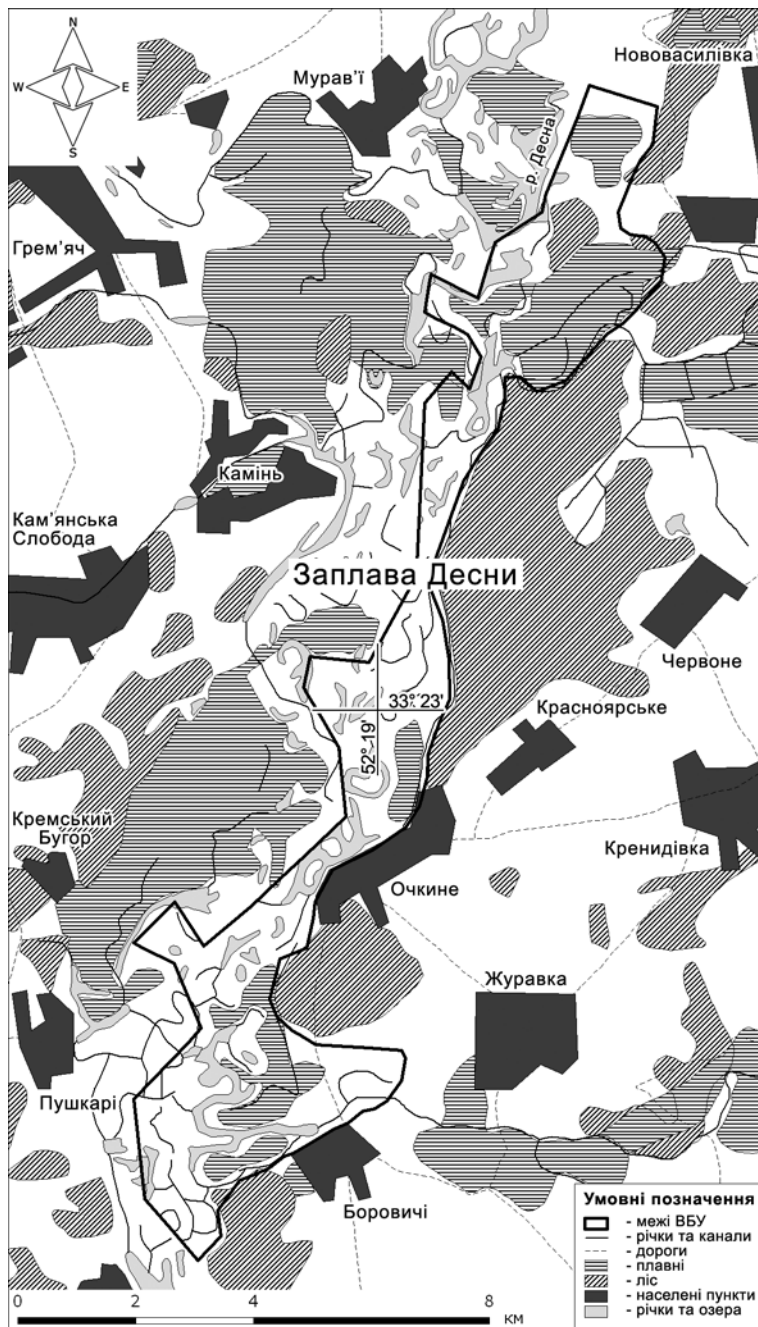 N
W
E
S
Мурав'ї
Нововасилівка
р. Десна
Грем'яч
Камінь
Кам'янська
Слобода
Заплава Десни
Червоне
33° 23'
52° 19'
Красноярське
Кремський
Бугор
Кренидівка
Очкине
Журавка
Пушкарі
Боровичі
Умовні позначення
- межі ВБУ
- річки та канали
- дороги
- плавні
- ліс
- населені пункти
- річки та озера
0 2 4 8
км